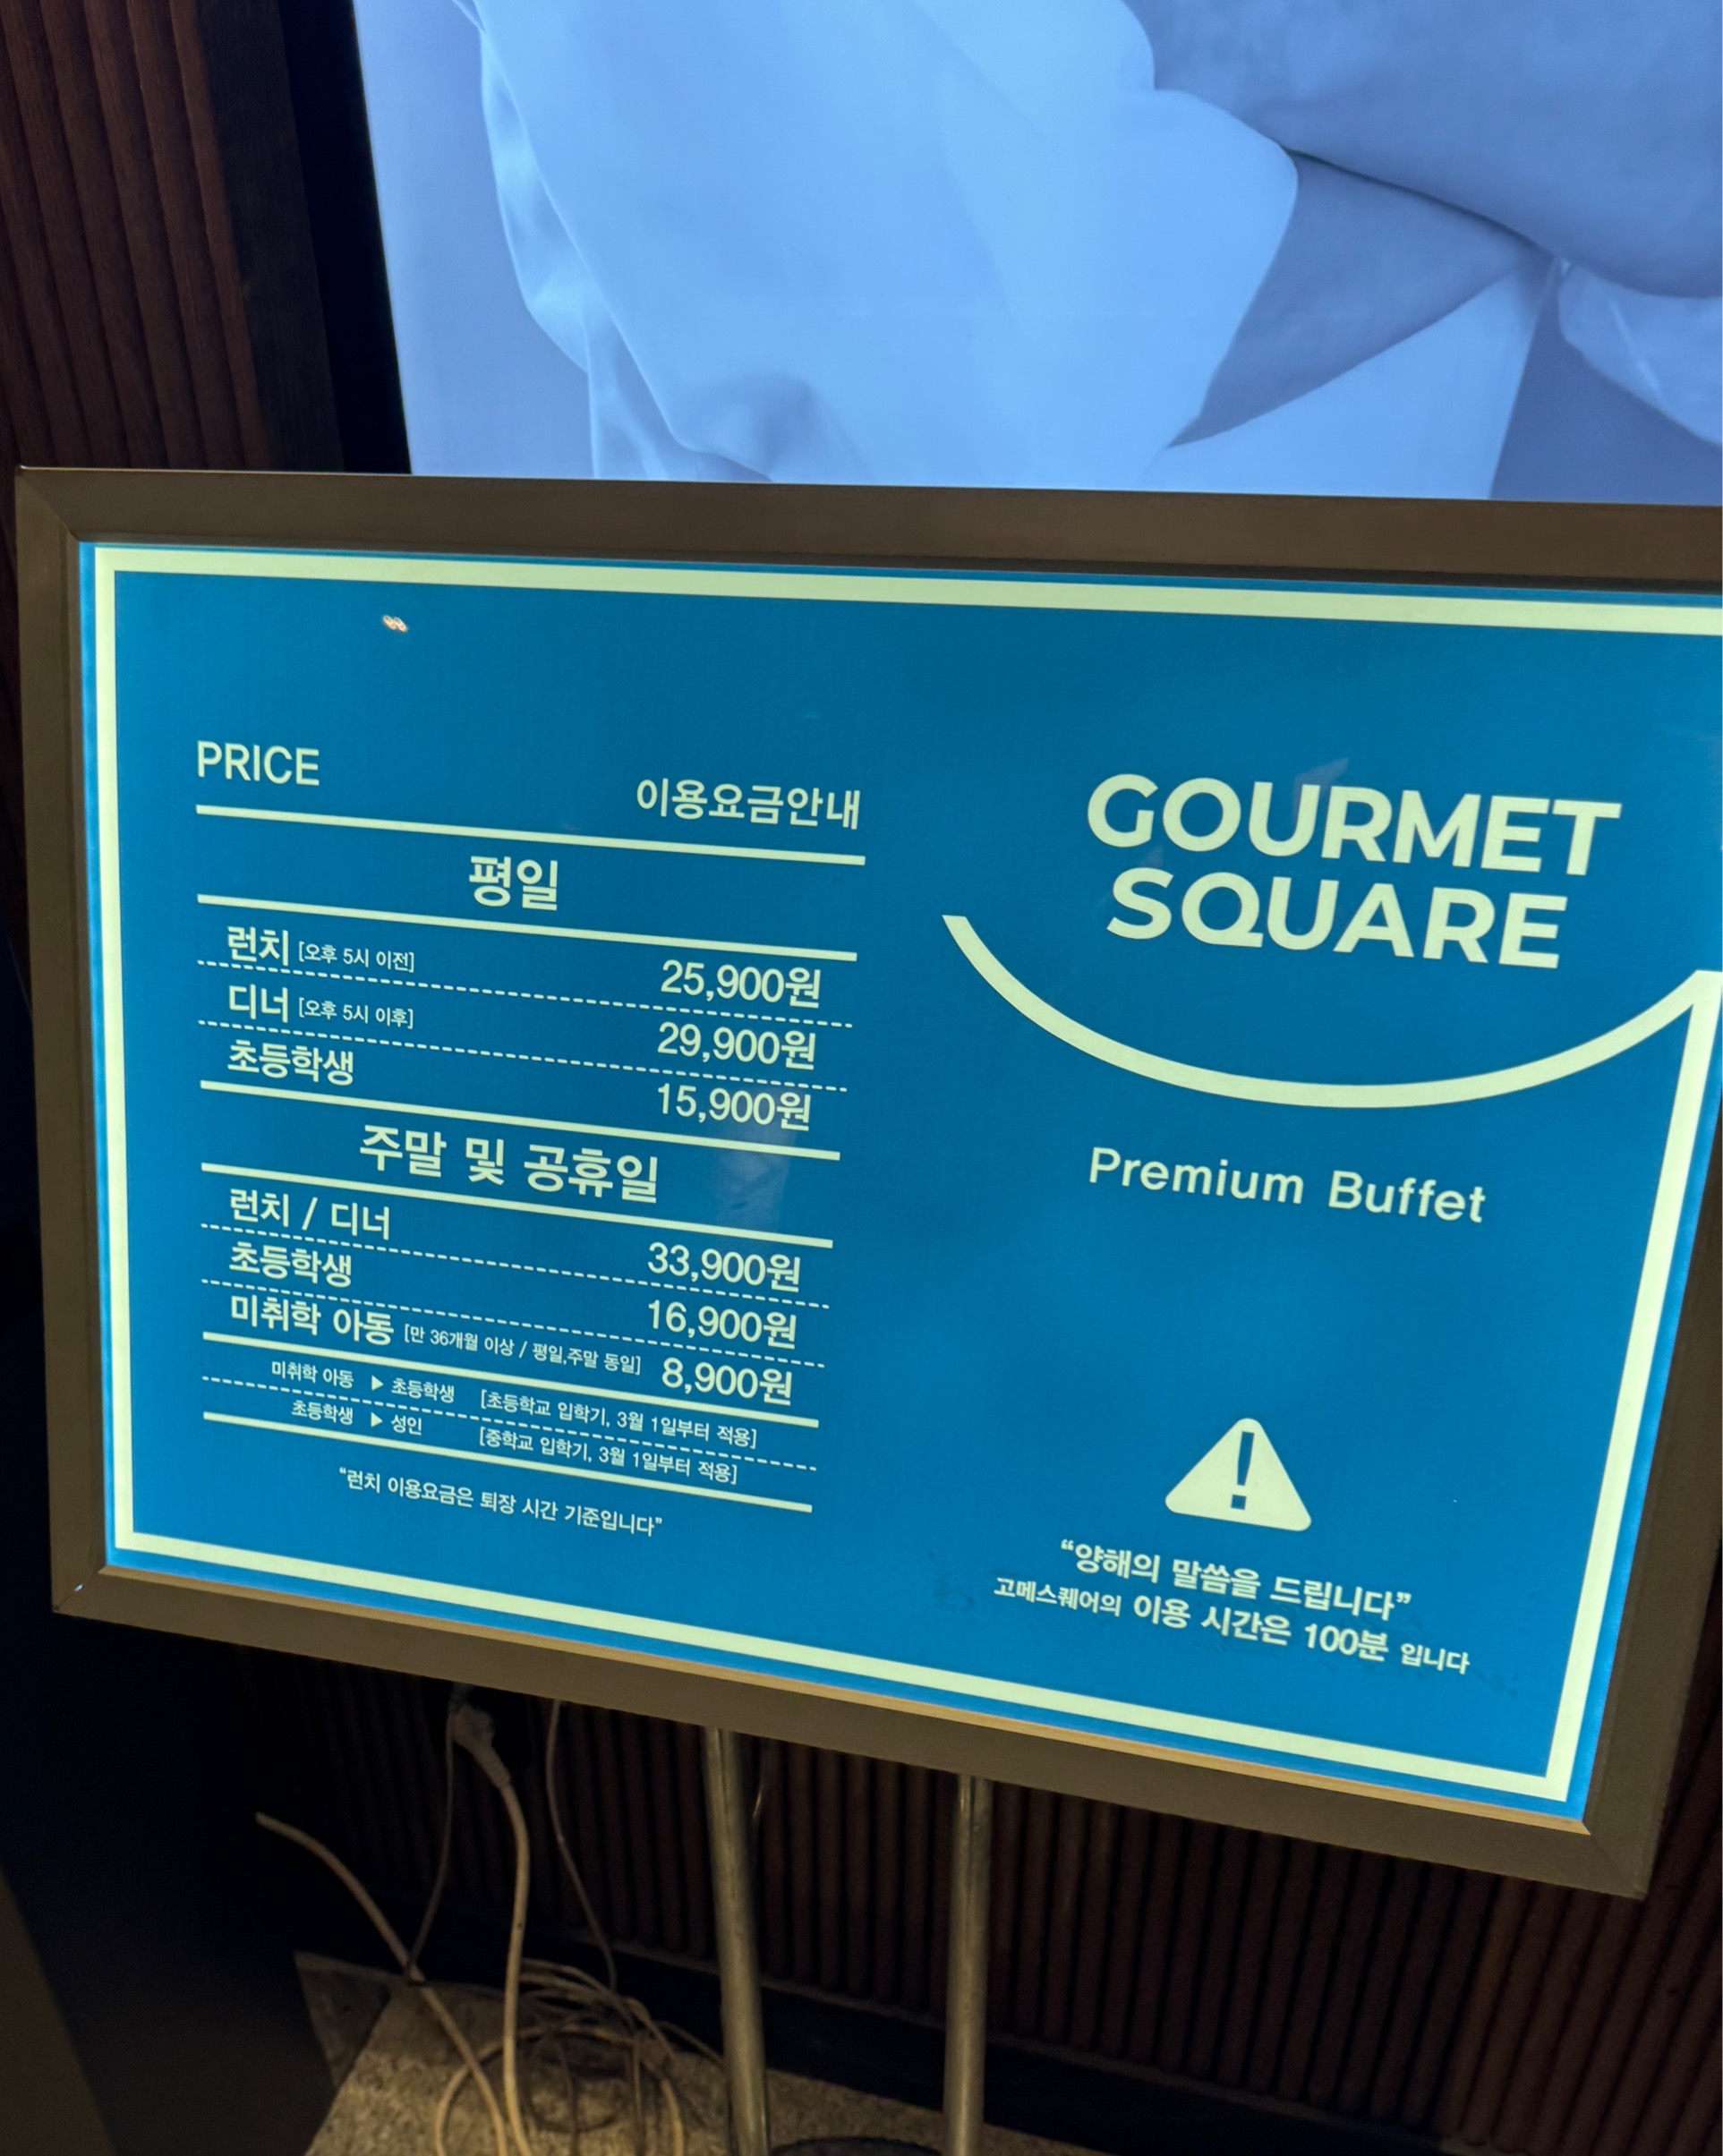 PRICE
이용요금안내
평일
런치 [오후 5시 이전] 25,900원
디너 [오후 5시 이후] 29,900원
초등학생 15,900원
주말 및 공휴일
런치 / 디너 33,900원
초등학생 16,900원
미취학 아동 [만 36개월 이상 / 평일,주말 동일] 8,900원
미취학 아동 ▶ 초등학생 [초등학교 입학기, 3월 1일부터 적용]
초등학생 ▶ 성인 [중학교 입학기, 3월 1일부터 적용]
“런치 이용요금은 퇴장 시간 기준입니다”
GOURMET
SQUARE
Premium Buffet
“양해의 말씀을 드립니다”
고메스퀘어의 이용 시간은 100분 입니다